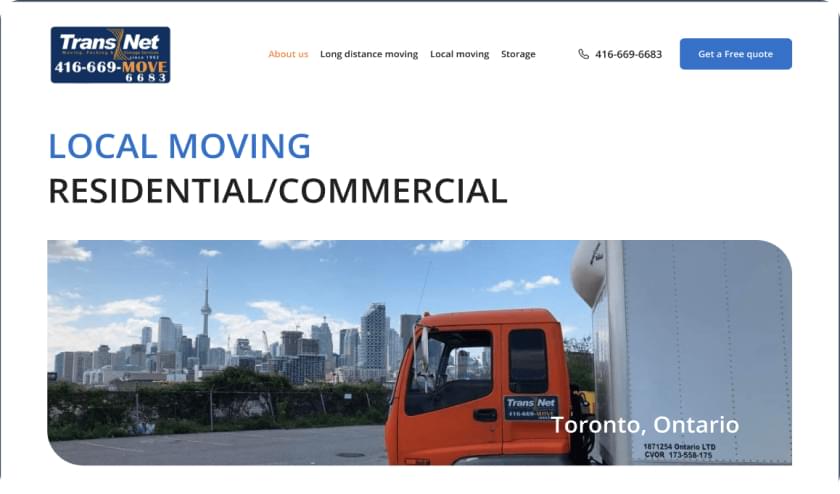 Trans Net
Moving, Packing & Storage Services
since 1992
416-669-MOVE
6683
About us
Long distance moving
Local moving
Storage
416-669-6683
Get a Free quote
LOCAL MOVING
RESIDENTIAL/COMMERCIAL
Trans Net
416-669-MOVE
Toronto, Ontario
1871254 Ontario LTD
CVOR 173-558-175